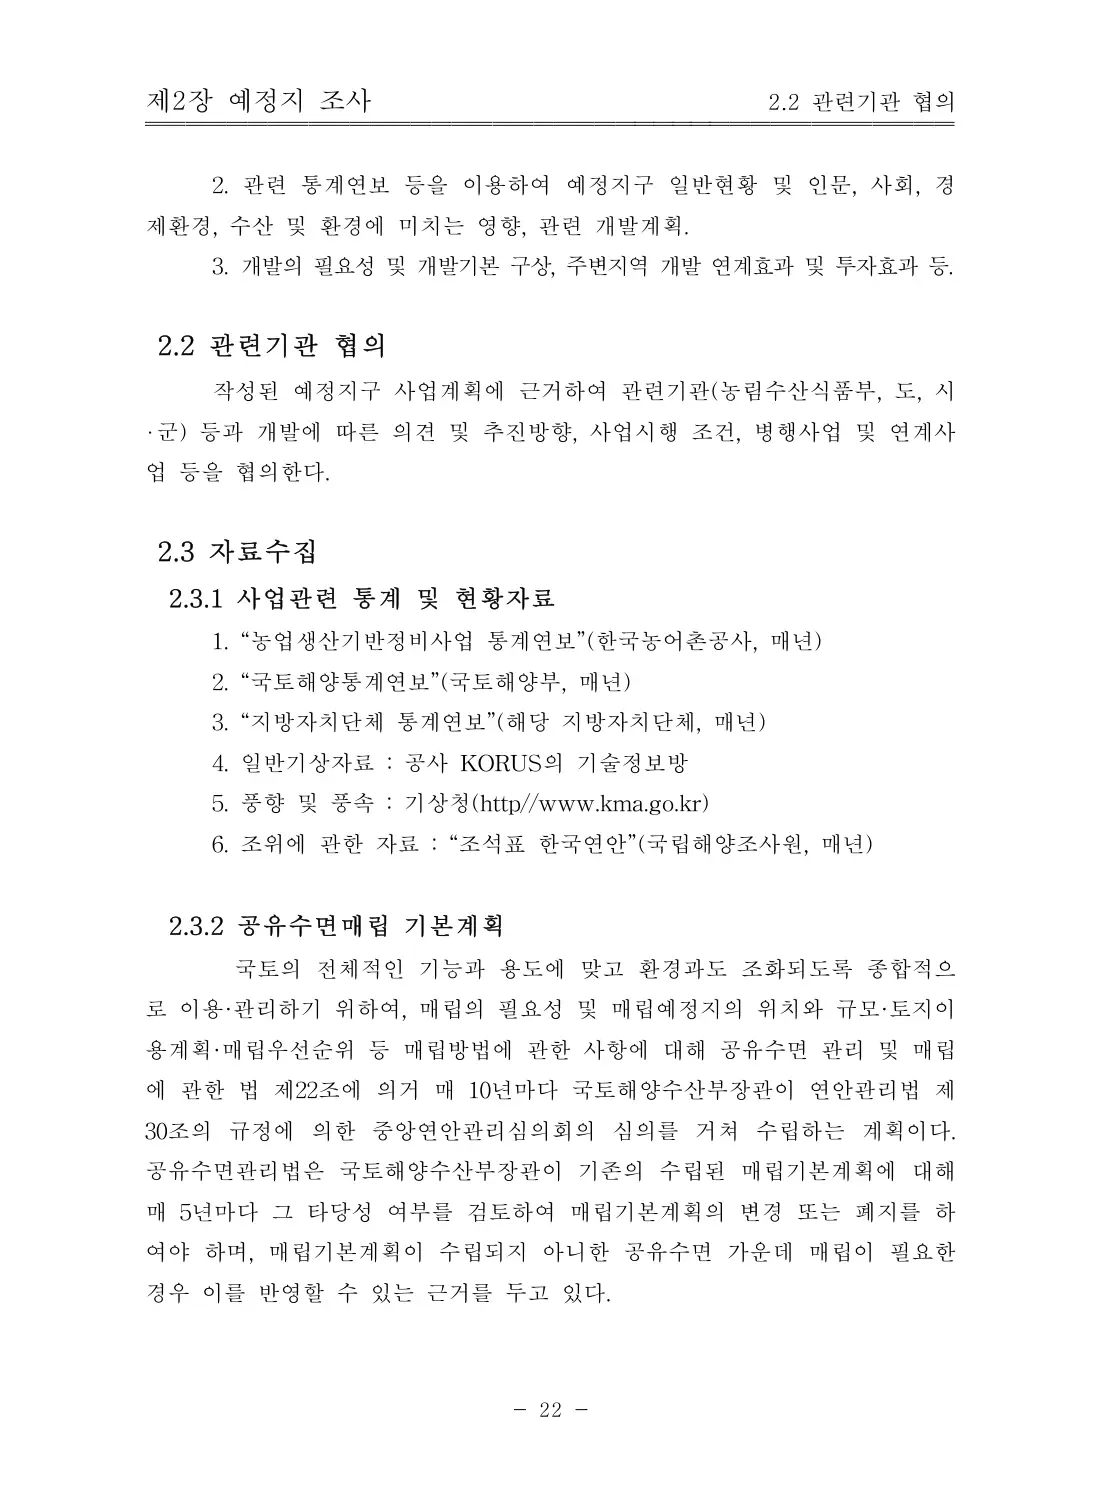 제2장 예정지 조사
2.2 관련기관 협의
2. 관련 통계연보 등을 이용하여 예정지구 일반현황 및 인문, 사회, 경
제환경, 수산 및 환경에 미치는 영향, 관련 개발계획.
3. 개발의 필요성 및 개발기본 구상, 주변지역 개발 연계효과 및 투자효과 등.
2.2 관련기관 협의
작성된 예정지구 사업계획에 근거하여 관련기관(농림수산식품부, 도, 시
·군) 등과 개발에 따른 의견 및 추진방향, 사업시행 조건, 병행사업 및 연계사
업 등을 협의한다.
2.3 자료수집
2.3.1 사업관련 통계 및 현황자료
1. “농업생산기반정비사업 통계연보”(한국농어촌공사, 매년)
2. “국토해양통계연보”(국토해양부, 매년)
3. “지방자치단체 통계연보”(해당 지방자치단체, 매년)
4. 일반기상자료 : 공사 KORUS의 기술정보방
5. 풍향 및 풍속 : 기상청(http//www.kma.go.kr)
6. 조위에 관한 자료 : “조석표 한국연안”(국립해양조사원, 매년)
2.3.2 공유수면매립 기본계획
국토의 전체적인 기능과 용도에 맞고 환경과도 조화되도록 종합적으
로 이용·관리하기 위하여, 매립의 필요성 및 매립예정지의 위치와 규모·토지이
용계획·매립우선순위 등 매립방법에 관한 사항에 대해 공유수면 관리 및 매립
에 관한 법 제22조에 의거 매 10년마다 국토해양수산부장관이 연안관리법 제
30조의 규정에 의한 중앙연안관리심의회의 심의를 거쳐 수립하는 계획이다.
공유수면관리법은 국토해양수산부장관이 기존의 수립된 매립기본계획에 대해
매 5년마다 그 타당성 여부를 검토하여 매립기본계획의 변경 또는 폐지를 하
여야 하며, 매립기본계획이 수립되지 아니한 공유수면 가운데 매립이 필요한
경우 이를 반영할 수 있는 근거를 두고 있다.
- 22 -